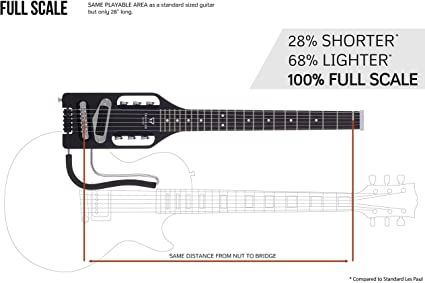 FULL SCALE
SAME PLAYABLE AREA as a standard sized guitar
but only 28" long.
28% SHORTER*
68% LIGHTER*
100% FULL SCALE
SAME DISTANCE FROM NUT TO BRIDGE
* Compared to Standard Les Paul